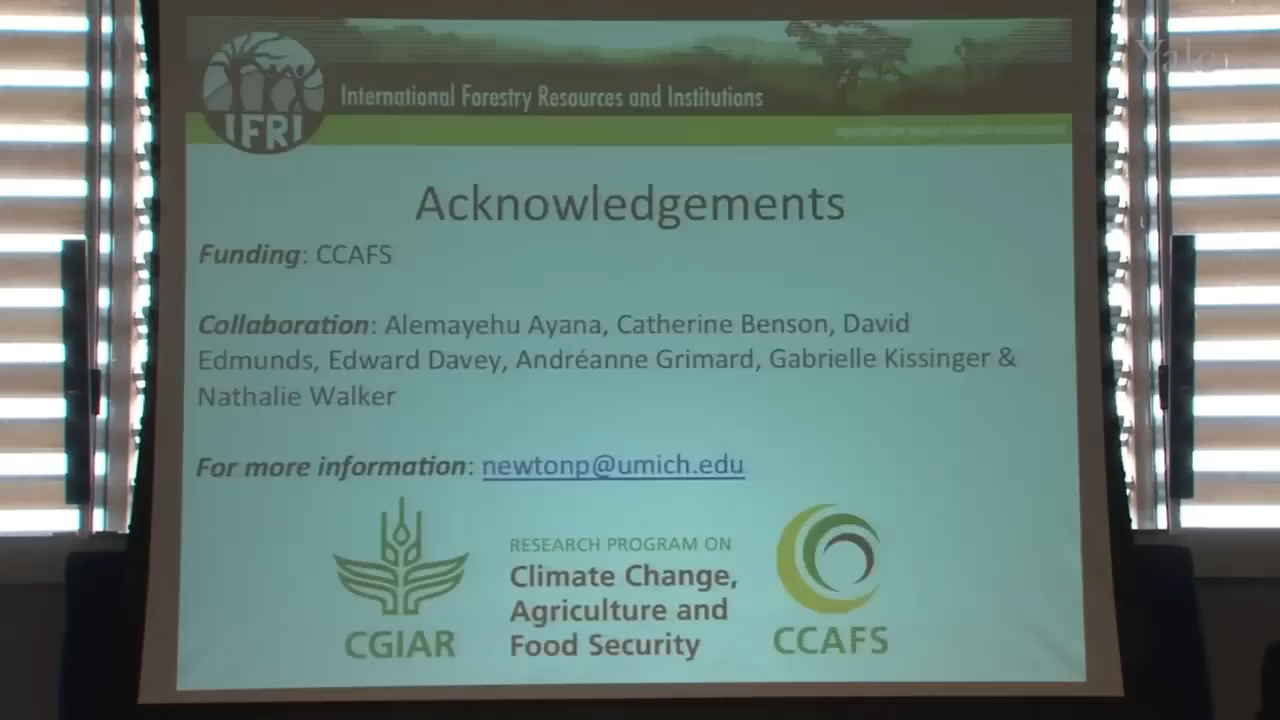 Yale
IFRI
International Forestry Resources and Institutions
Acknowledgements
Funding: CCAFS
Collaboration: Alemayehu Ayana, Catherine Benson, David
Edmunds, Edward Davey, Andréanne Grimard, Gabrielle Kissinger &
Nathalie Walker
For more information: newtonp@umich.edu
CGIAR
RESEARCH PROGRAM ON
Climate Change,
Agriculture and
Food Security
CCAFS